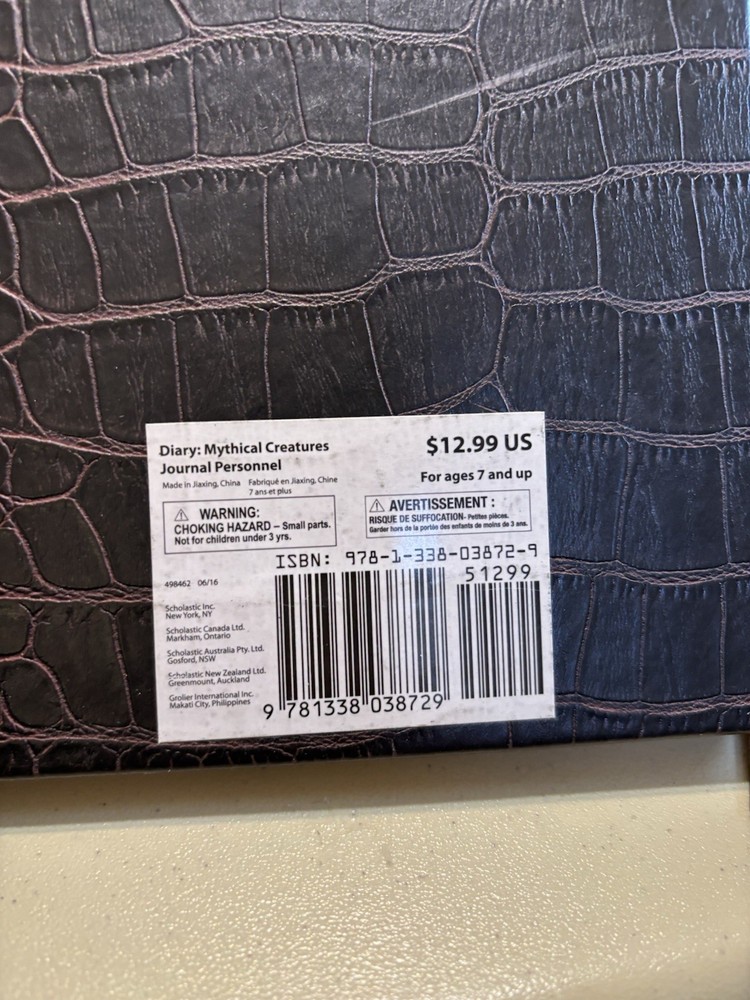 Diary: Mythical Creatures
Journal Personnel
$12.99 US
Made in Jiaxing, China Fabriqué en Jiaxing, Chine
7 ans et plus
For ages 7 and up
⚠ WARNING:
CHOKING HAZARD – Small parts.
Not for children under 3 yrs.
⚠ AVERTISSEMENT :
RISQUE DE SUFFOCATION- Petites pièces.
Garder hors de la portée des enfants de moins de 3 ans.
ISBN: 978-1-338-03872-9
51299
498462 06/16
Scholastic Inc.
New York, NY
Scholastic Canada Ltd.
Markham, Ontario
Scholastic Australia Pty. Ltd.
Gosford, NSW
Scholastic New Zealand Ltd.
Greenmount, Auckland
Grolier International Inc.
Makati City, Philippines
9 781338 038729